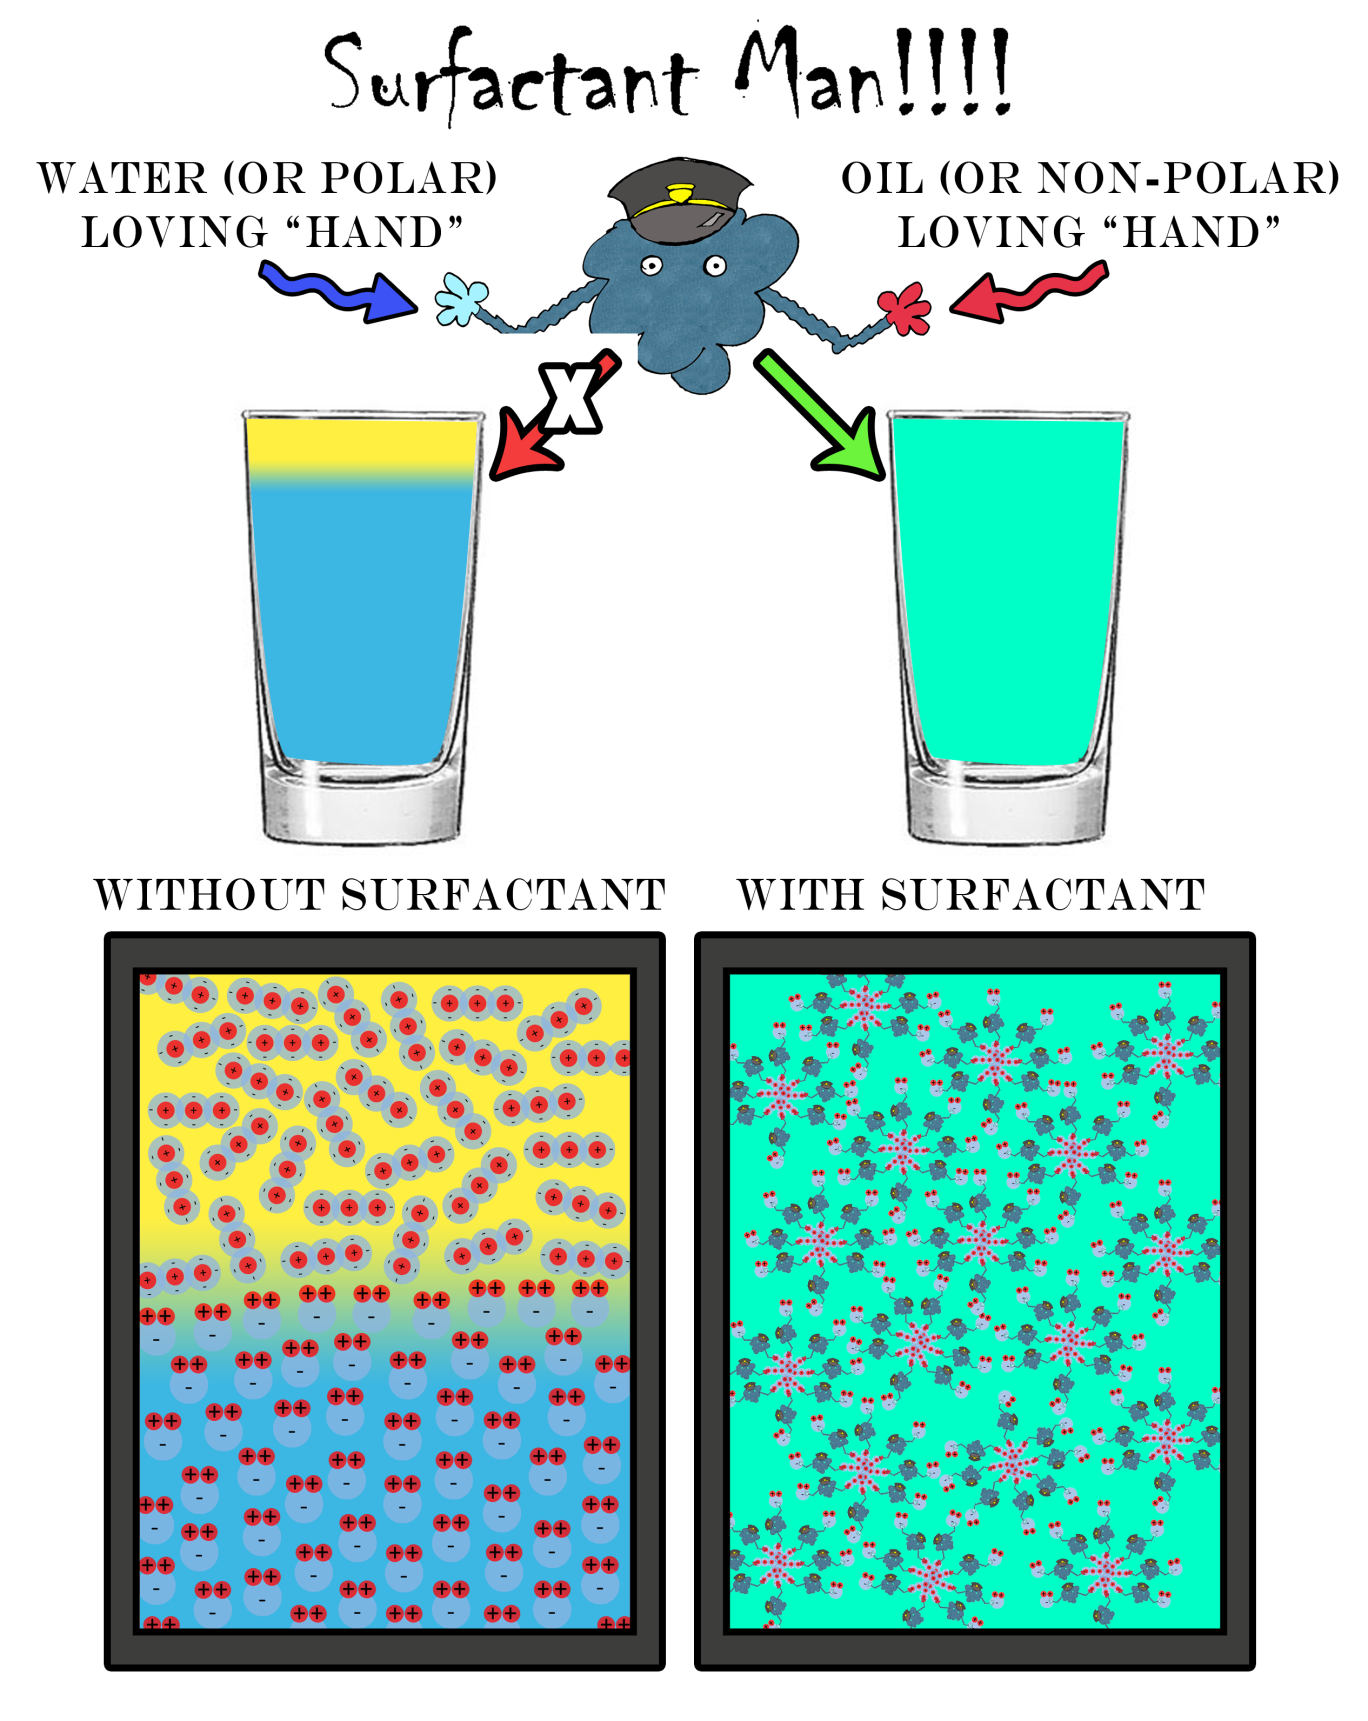 Surfactant Man!!!!
WATER (OR POLAR)
LOVING “HAND”
OIL (OR NON-POLAR)
LOVING “HAND”
X
WITHOUT SURFACTANT
WITH SURFACTANT